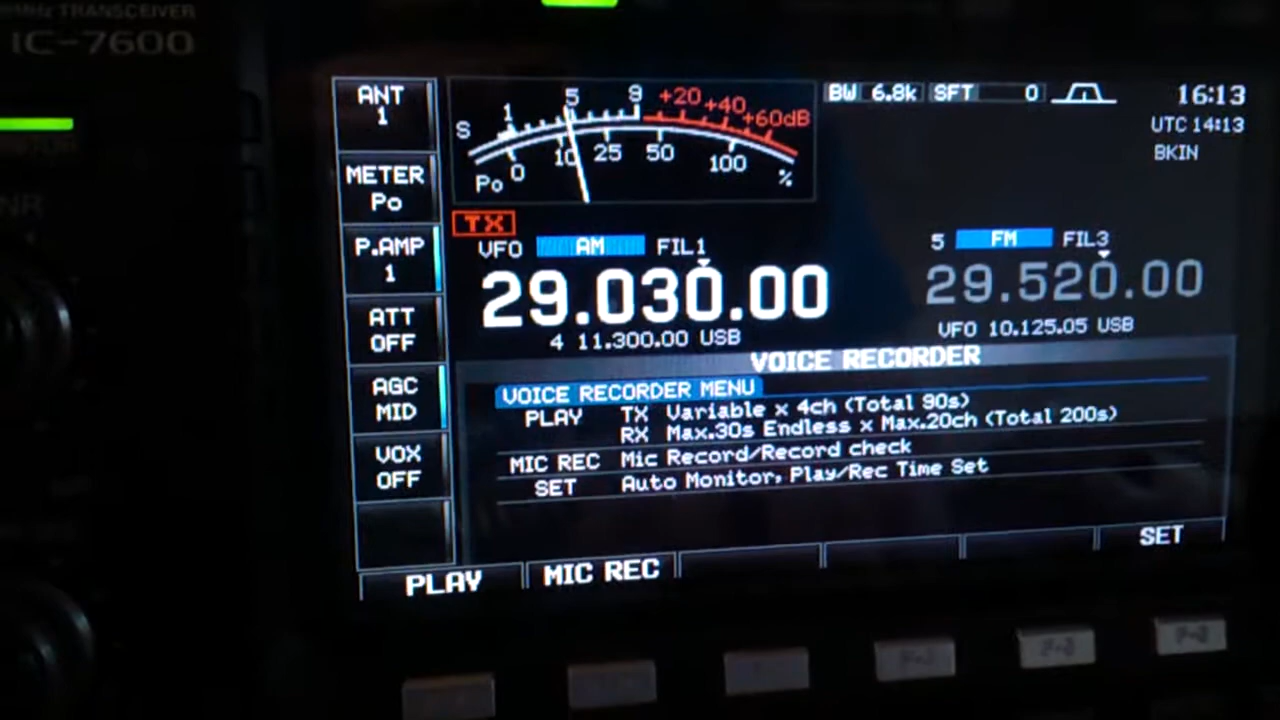 TRANSCEIVER
IC-7600
ANT
1
METER
Po
P.AMP
1
ATT
OFF
AGC
MID
VOX
OFF
S 1 5 9 +20 +40 +60dB
Po 0 10 25 50 100 %
BW 6.8k SFT 0
16:13
UTC 14:13
BKIN
TX
VFO AM FIL1
29.030.00
4 11.300.00 USB
5 FM FIL3
29.520.00
VFO 10.125.05 USB
VOICE RECORDER
VOICE RECORDER MENU
PLAY TX Variable x 4ch (Total 90s)
RX Max.30s Endless x Max.20ch (Total 200s)
MIC REC Mic Record/Record check
SET Auto Monitor, Play/Rec Time Set
PLAY MIC REC SET